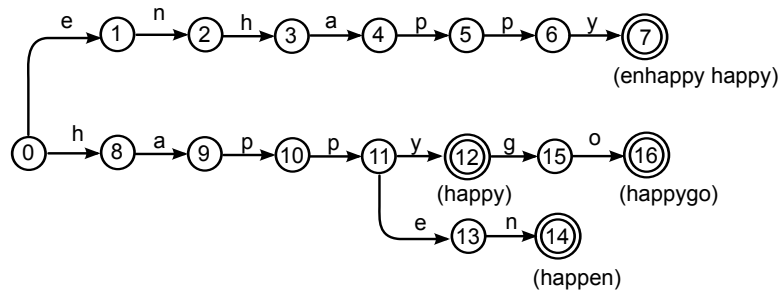 e n h a p p y
0 1 2 3 4 5 6 7
(enhappy happy)
h a p p y g o
8 9 10 11 12 15 16
(happy) (happygo)
e n
13 14
(happen)